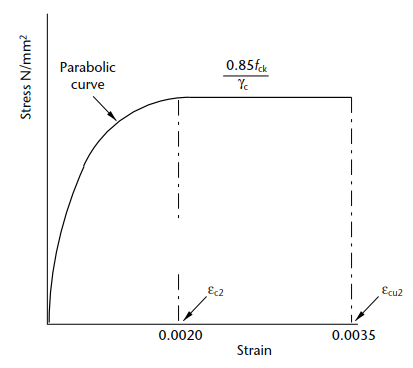 Stress N/mm²
Parabolic
curve
0.85fck
γc
εc2
εcu2
0.0020
0.0035
Strain